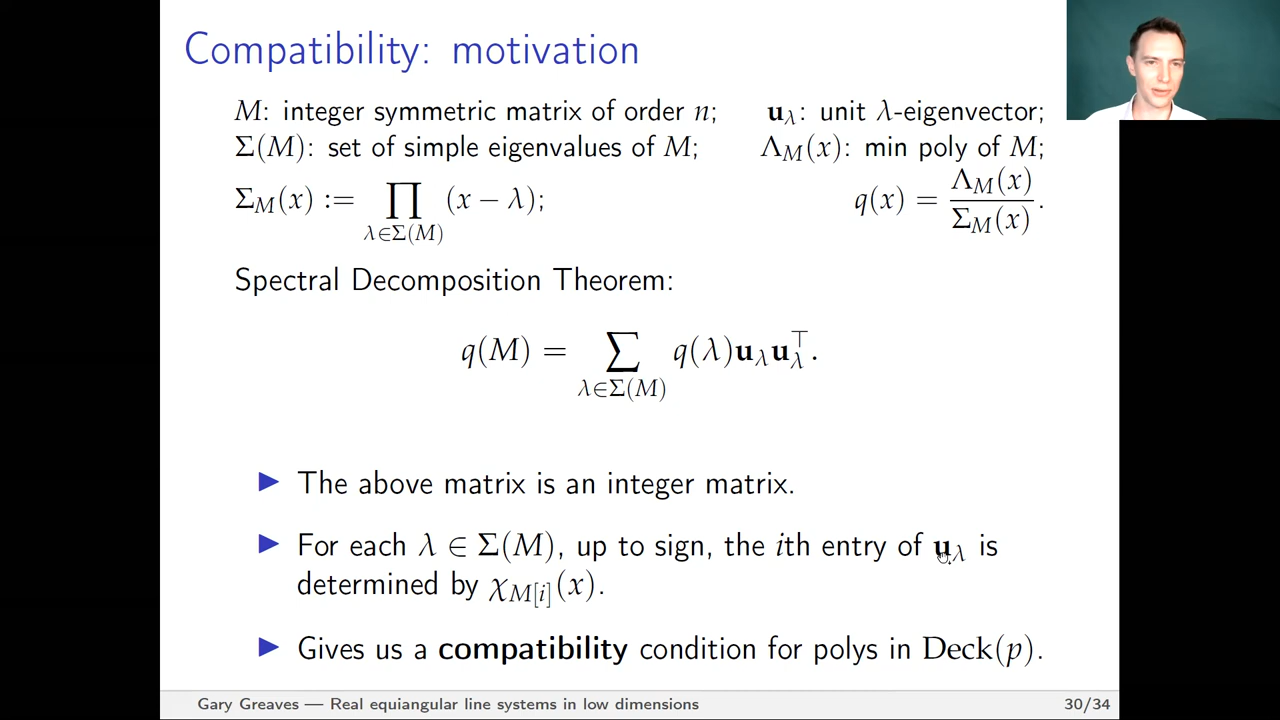 Compatibility: motivation
M: integer symmetric matrix of order n; u_λ: unit λ-eigenvector;
Σ(M): set of simple eigenvalues of M; Λ_M(x): min poly of M;
Σ_M(x) := ∏_{λ∈Σ(M)} (x − λ); q(x) = Λ_M(x) / Σ_M(x).
Spectral Decomposition Theorem:
q(M) = ∑_{λ∈Σ(M)} q(λ)u_λ u_λ^⊤.
▶ The above matrix is an integer matrix.
▶ For each λ ∈ Σ(M), up to sign, the ith entry of u_λ is
determined by χ_{M[i]}(x).
▶ Gives us a compatibility condition for polys in Deck(p).
Gary Greaves — Real equiangular line systems in low dimensions 30/34